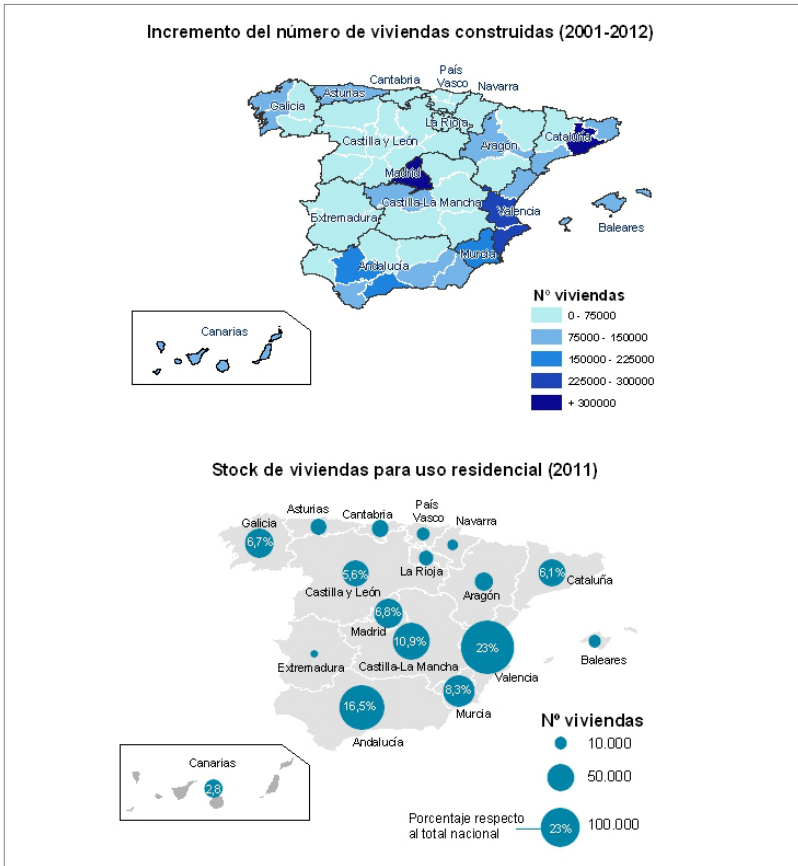 Incremento del número de viviendas construidas (2001-2012)
Galicia
Asturias
Cantabria
País
Vasco
Navarra
La Rioja
Castilla y León
Aragón
Cataluña
Madrid
Castilla-La Mancha
Extremadura
Valencia
Baleares
Andalucía
Murcia
Canarias
Nº viviendas
0 - 75000
75000 - 150000
150000 - 225000
225000 - 300000
+ 300000
Stock de viviendas para uso residencial (2011)
Galicia
6,7%
Asturias
Cantabria
País
Vasco
Navarra
La Rioja
5,6%
Castilla y León
Aragón
6,1%
Cataluña
6,8%
Madrid
10,9%
Castilla-La Mancha
23%
Valencia
Baleares
Extremadura
8,3%
Murcia
16,5%
Andalucía
Canarias
2,8
Nº viviendas
10.000
50.000
100.000
Porcentaje respecto
al total nacional
23%